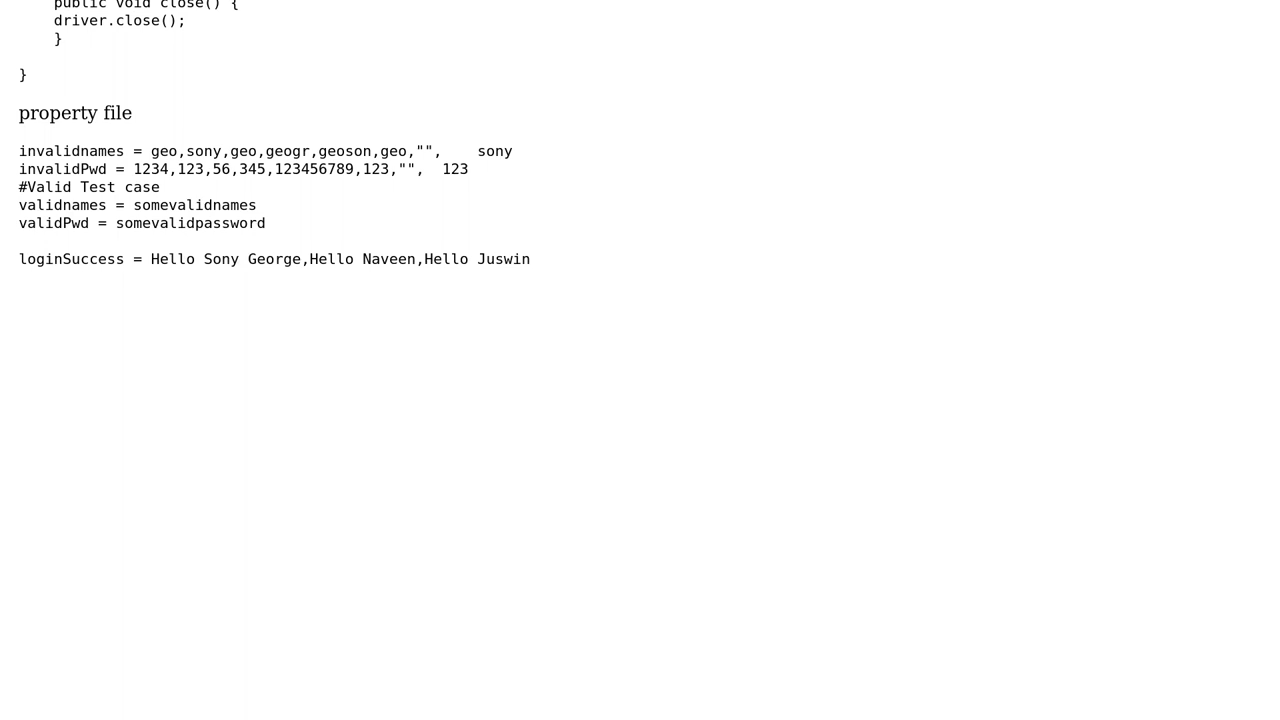 public void close() {
driver.close();
}
}
property file
invalidnames = geo,sony,geo,geogr,geoson,geo,"",    sony
invalidPwd = 1234,123,56,345,123456789,123,"",  123
#Valid Test case
validnames = somevalidnames
validPwd = somevalidpassword
loginSuccess = Hello Sony George,Hello Naveen,Hello Juswin